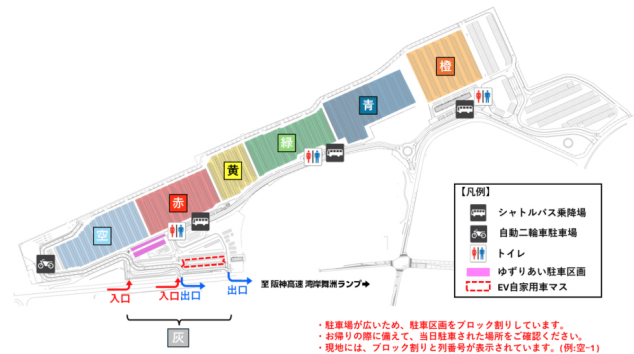 橙
青
緑
黄
赤
空
【凡例】
シャトルバス乗降場
自動二輪車駐車場
トイレ
ゆずりあい駐車区画
EV自家用車マス
入口
入口
出口
出口
至 阪神高速 湾岸舞洲ランプ➔
灰
・駐車場が広いため、駐車区画をブロック割りしています。
・お帰りの際に備えて、当日駐車された場所をご確認ください。
・現地には、ブロック割りと列番号が表示されています。(例:空−1)